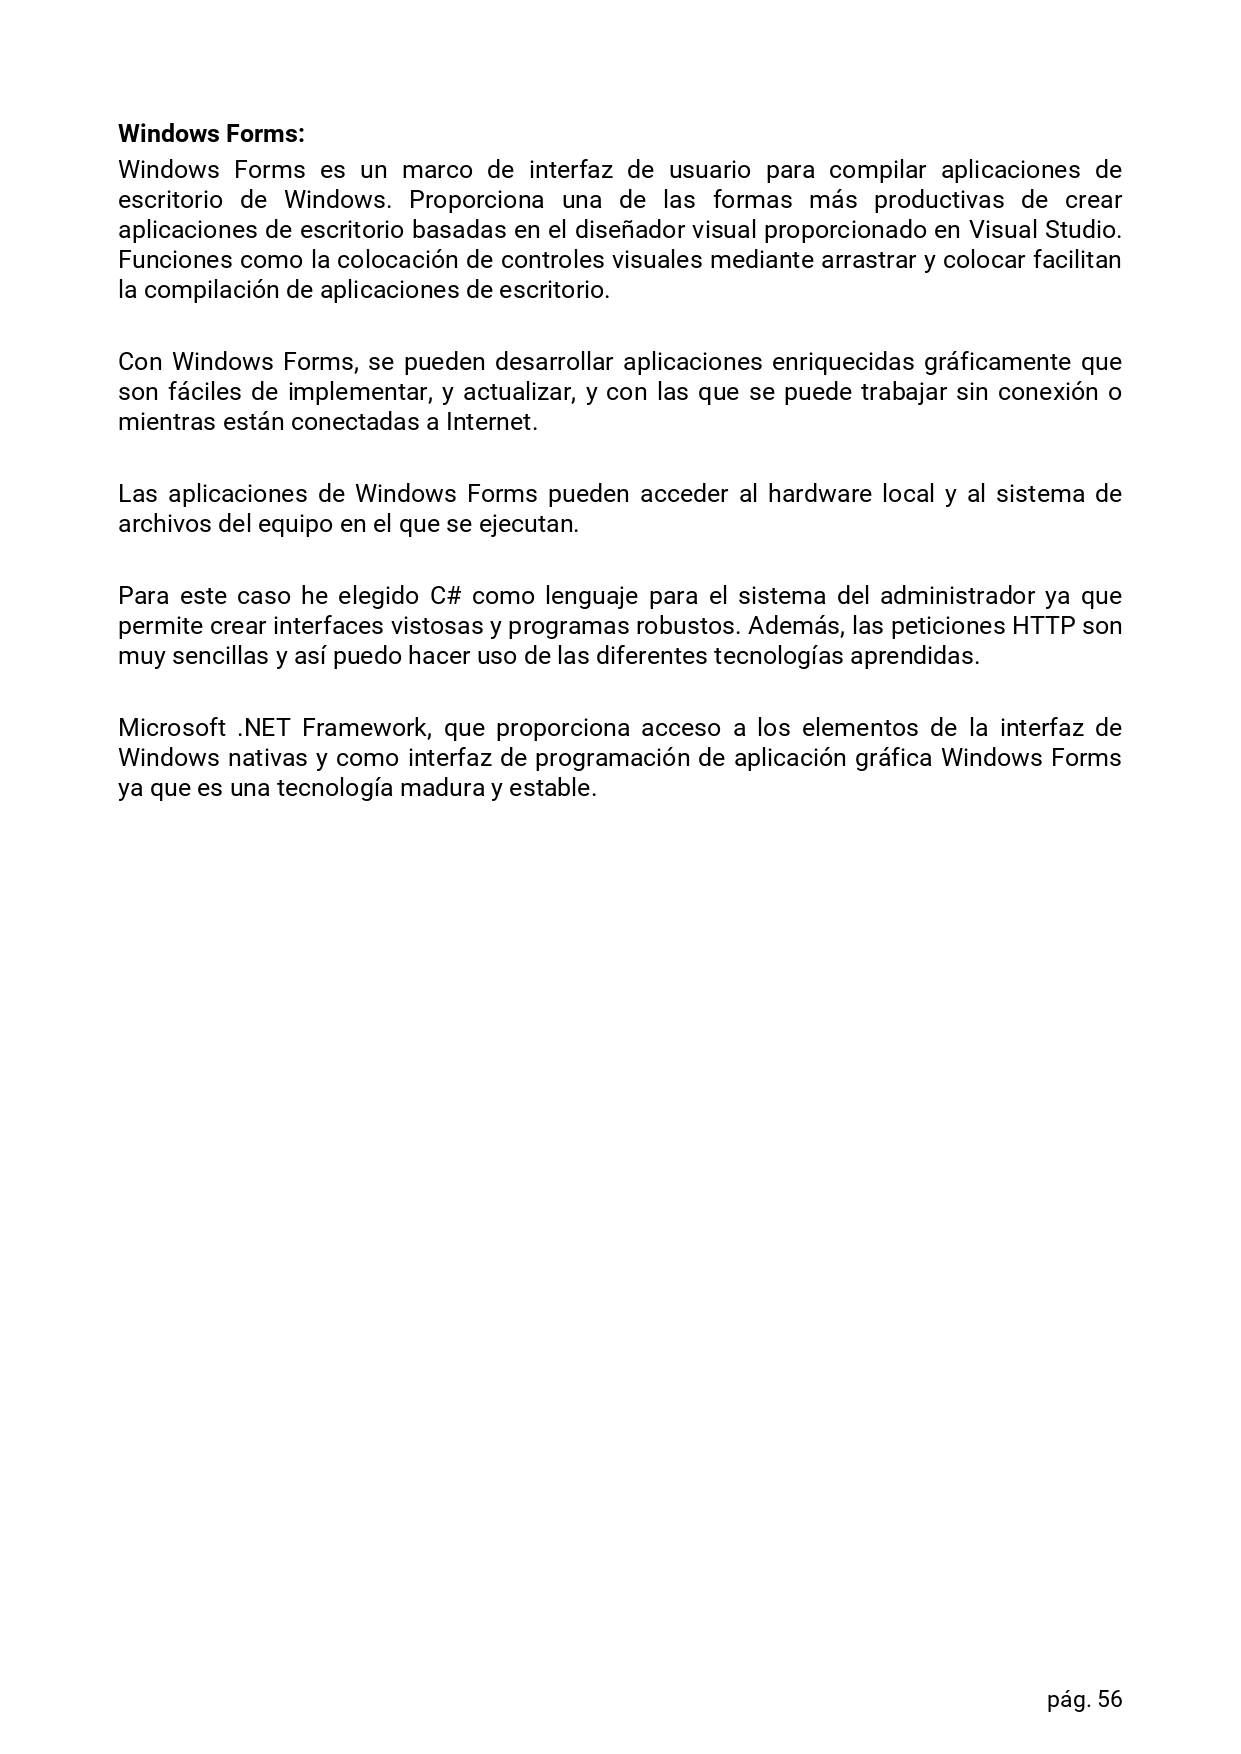 Windows Forms:
Windows Forms es un marco de interfaz de usuario para compilar aplicaciones de
escritorio de Windows. Proporciona una de las formas más productivas de crear
aplicaciones de escritorio basadas en el diseñador visual proporcionado en Visual Studio.
Funciones como la colocación de controles visuales mediante arrastrar y colocar facilitan
la compilación de aplicaciones de escritorio.
Con Windows Forms, se pueden desarrollar aplicaciones enriquecidas gráficamente que
son fáciles de implementar, y actualizar, y con las que se puede trabajar sin conexión o
mientras están conectadas a Internet.
Las aplicaciones de Windows Forms pueden acceder al hardware local y al sistema de
archivos del equipo en el que se ejecutan.
Para este caso he elegido C# como lenguaje para el sistema del administrador ya que
permite crear interfaces vistosas y programas robustos. Además, las peticiones HTTP son
muy sencillas y así puedo hacer uso de las diferentes tecnologías aprendidas.
Microsoft .NET Framework, que proporciona acceso a los elementos de la interfaz de
Windows nativas y como interfaz de programación de aplicación gráfica Windows Forms
ya que es una tecnología madura y estable.
pág. 56